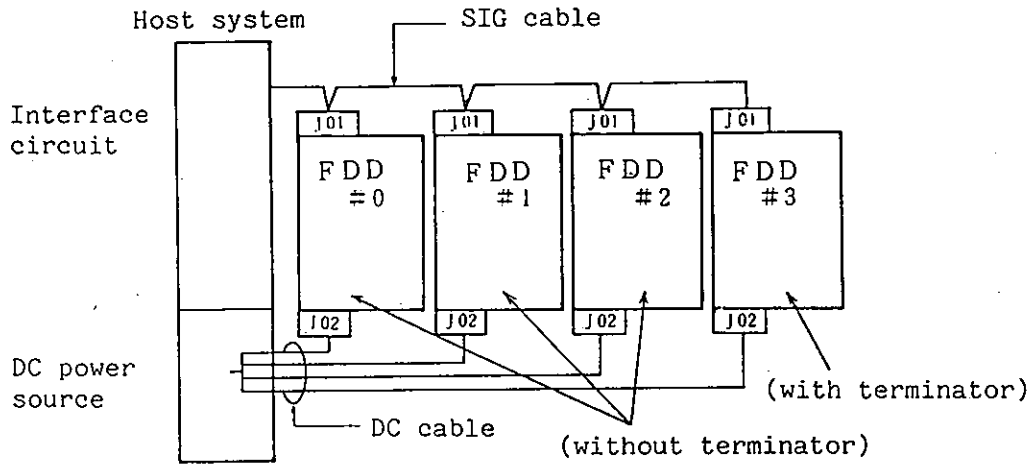 Host system
SIG cable
Interface
circuit
J01
J01
J01
J01
FDD
#0
FDD
#1
FDD
#2
FDD
#3
J02
J02
J02
J02
DC power
source
(with terminator)
DC cable
(without terminator)